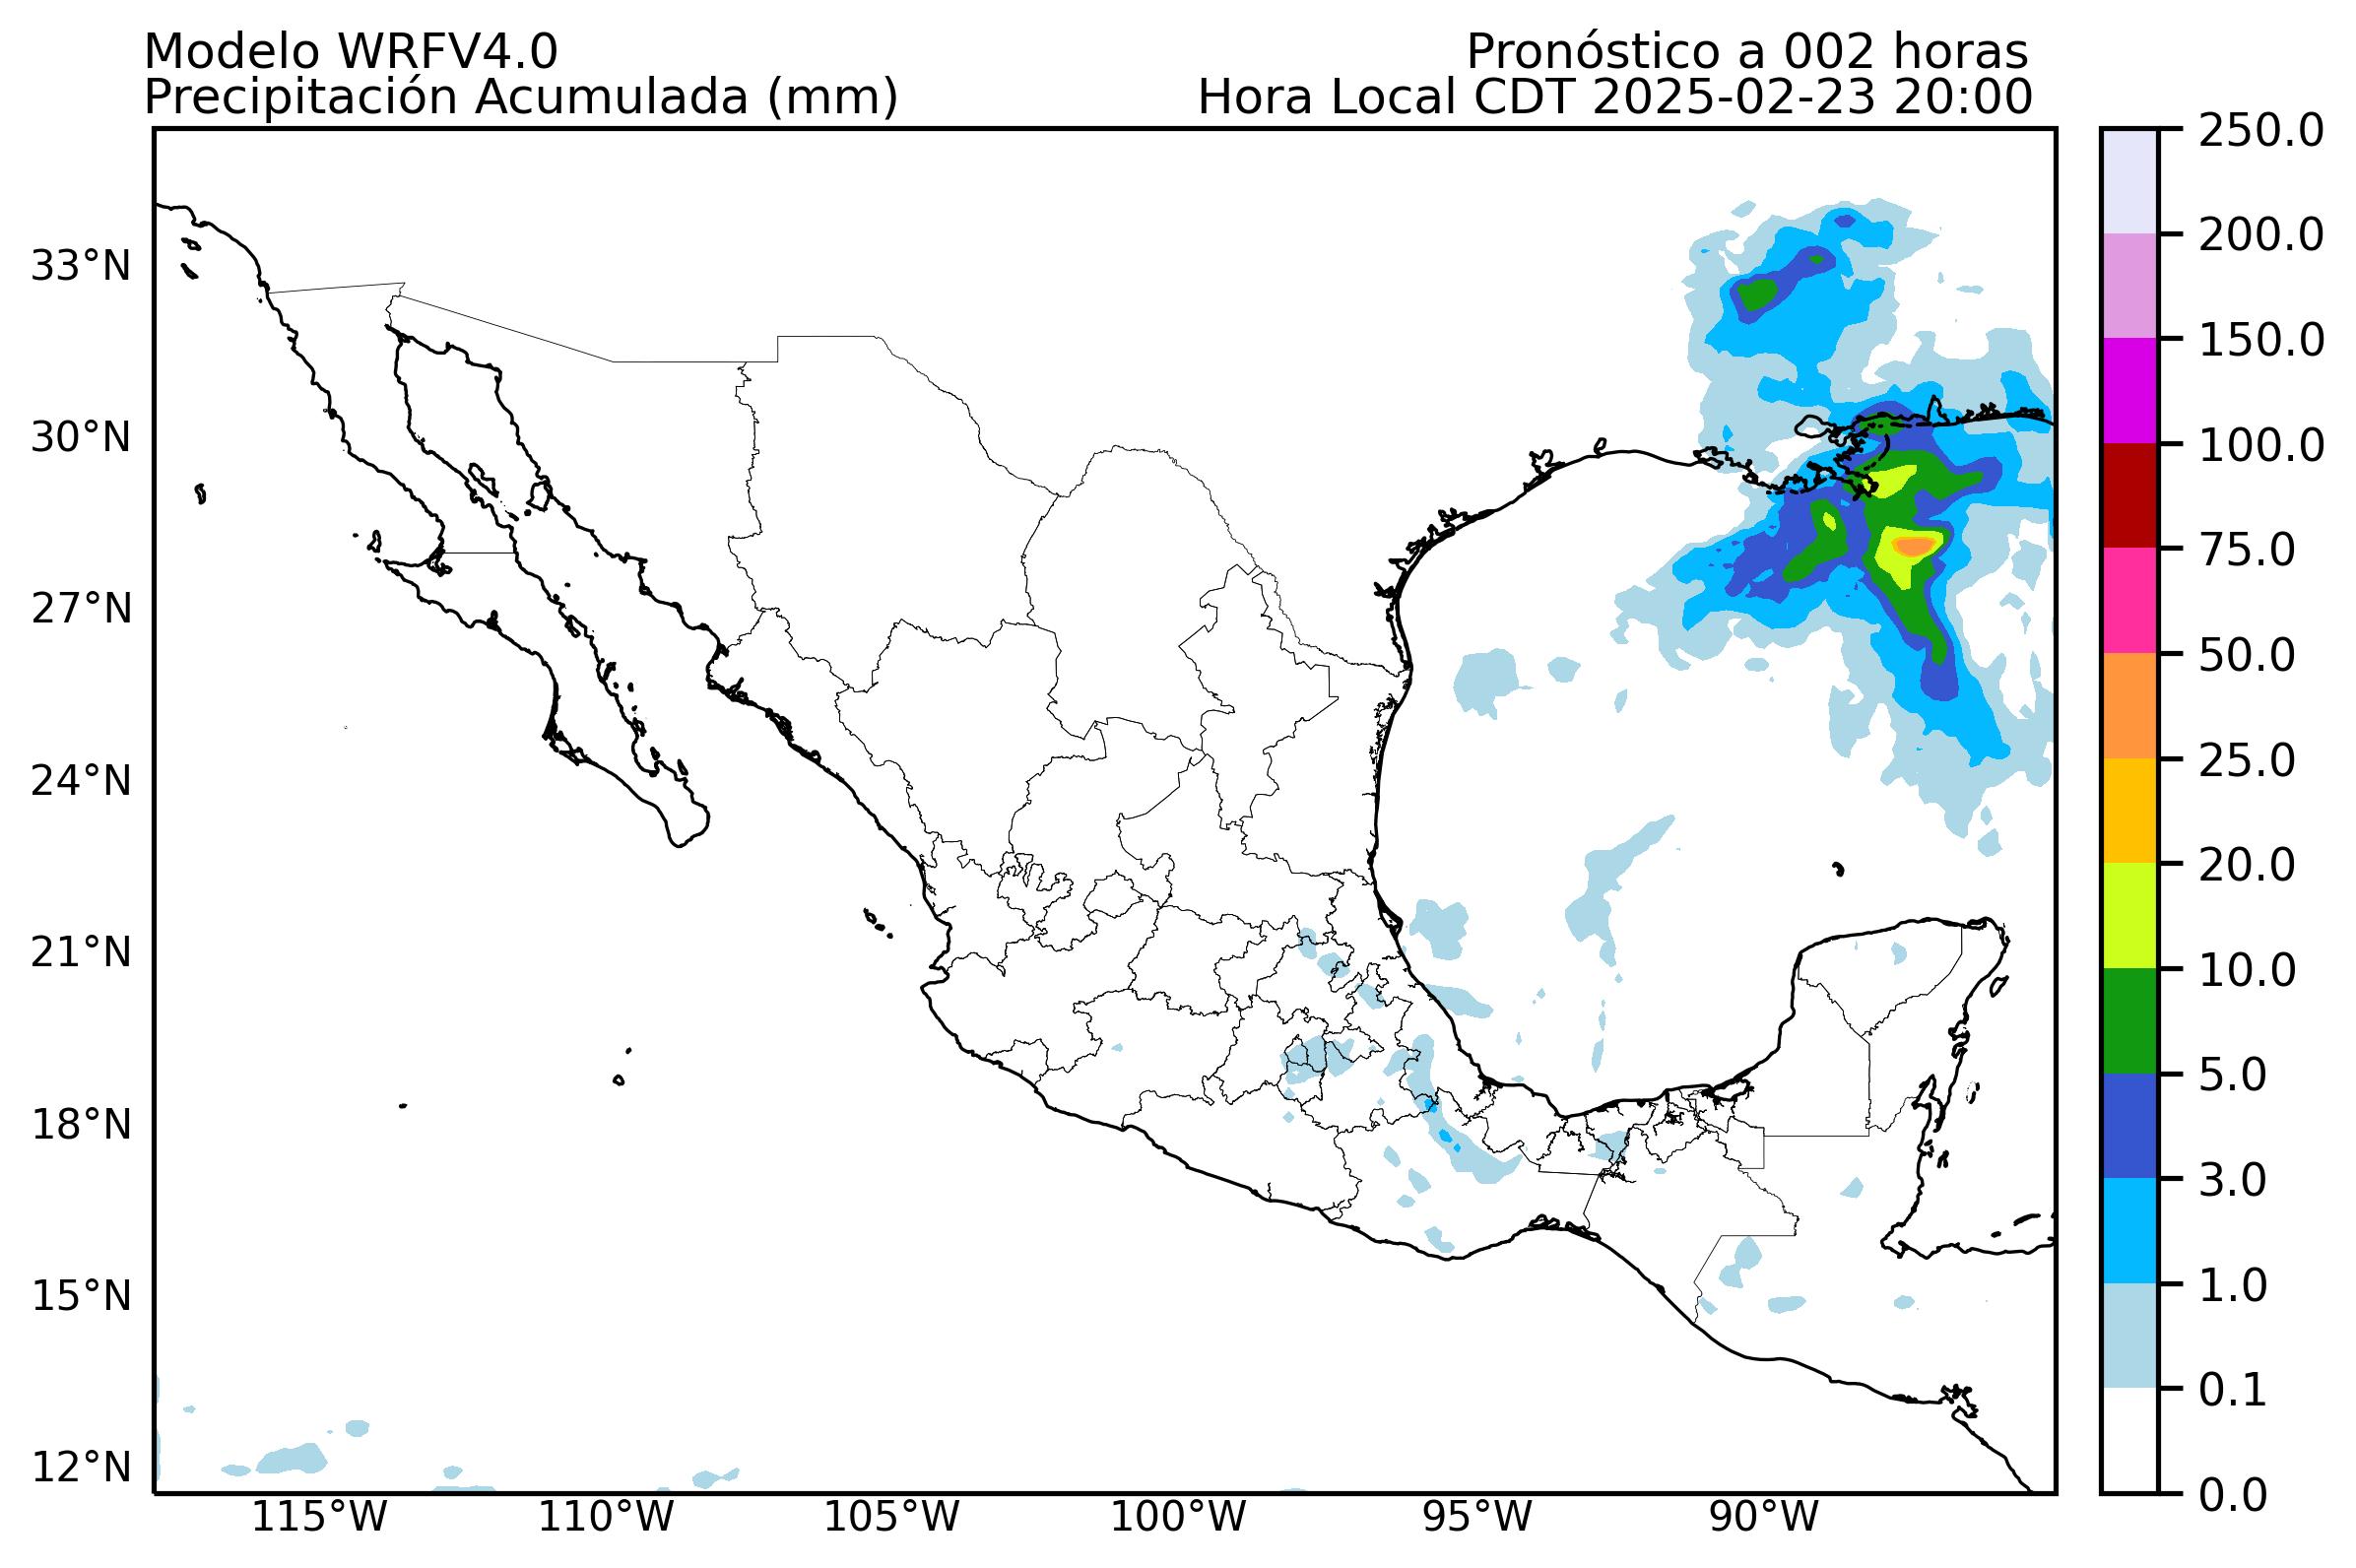 Modelo WRFV4.0
Precipitación Acumulada (mm)
Pronóstico a 002 horas
Hora Local CDT 2025-02-23 20:00
33°N
30°N
27°N
24°N
21°N
18°N
15°N
12°N
115°W
110°W
105°W
100°W
95°W
90°W
250.0
200.0
150.0
100.0
75.0
50.0
25.0
20.0
10.0
5.0
3.0
1.0
0.1
0.0